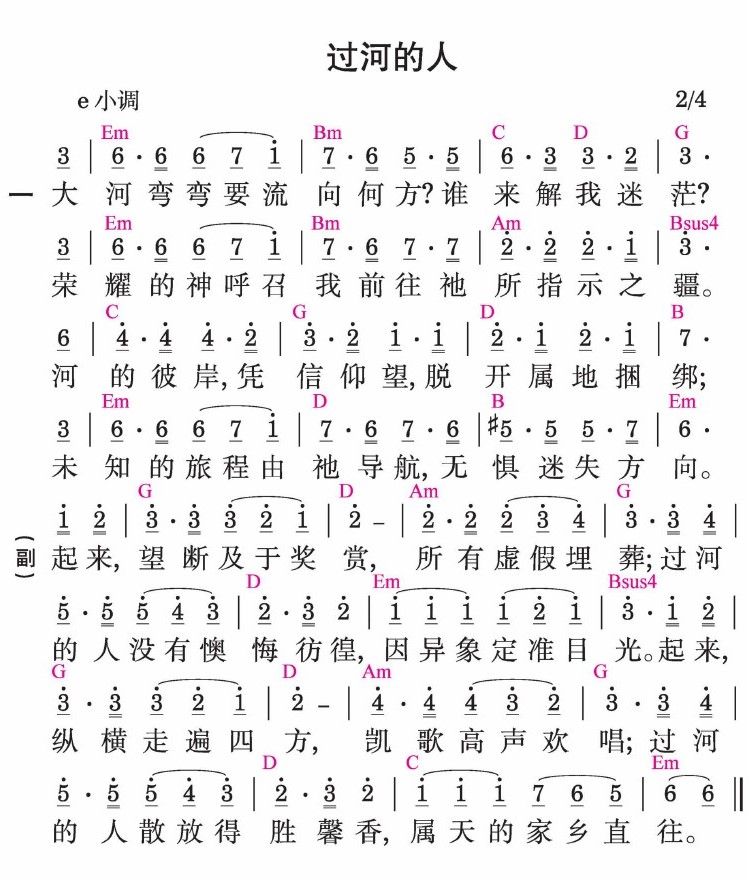 过河的人
e 小调 2/4
Em Bm C D G
3 | 6 · 6 6 7 1 | 7 · 6 5 · 5 | 6 · 3 3 · 2 | 3 ·
一 大 河 弯 弯 要 流 向 何 方? 谁 来 解 我 迷 茫?
Em Bm Am Bsus4
3 | 6 · 6 6 7 1 | 7 · 6 7 · 7 | 2 · 2 2 · 1 | 3 ·
荣 耀 的 神 呼 召 我 前 往 祂 所 指 示 之 疆。
C G D B
6 | 4 · 4 4 · 2 | 3 · 2 1 · 1 | 2 · 1 2 · 1 | 7 ·
河 的 彼 岸, 凭 信 仰 望, 脱 开 属 地 捆 绑;
Em D B Em
3 | 6 · 6 6 7 1 | 7 · 6 7 · 6 | #5 · 5 5 · 7 | 6 ·
未 知 的 旅 程 由 祂 导 航, 无 惧 迷 失 方 向。
G D Am G
1 2 | 3 · 3 3 2 1 | 2 – | 2 · 2 2 3 4 | 3 · 3 4 |
(副) 起 来, 望 断 及 于 奖 赏, 所 有 虚 假 埋 葬; 过 河
D Em Bsus4
5 · 5 5 4 3 | 2 · 3 2 | 1 1 1 1 2 1 | 3 · 1 2 |
的 人 没 有 懊 悔 彷 徨, 因 异 象 定 准 目 光。 起 来,
G D Am G
3 · 3 3 2 1 | 2 – | 4 · 4 4 3 2 | 3 · 3 4 |
纵 横 走 遍 四 方, 凯 歌 高 声 欢 唱; 过 河
D C Em
5 · 5 5 4 3 | 2 · 3 2 | 1 1 1 7 6 5 | 6 6 ‖
的 人 散 放 得 胜 馨 香, 属 天 的 家 乡 直 往。